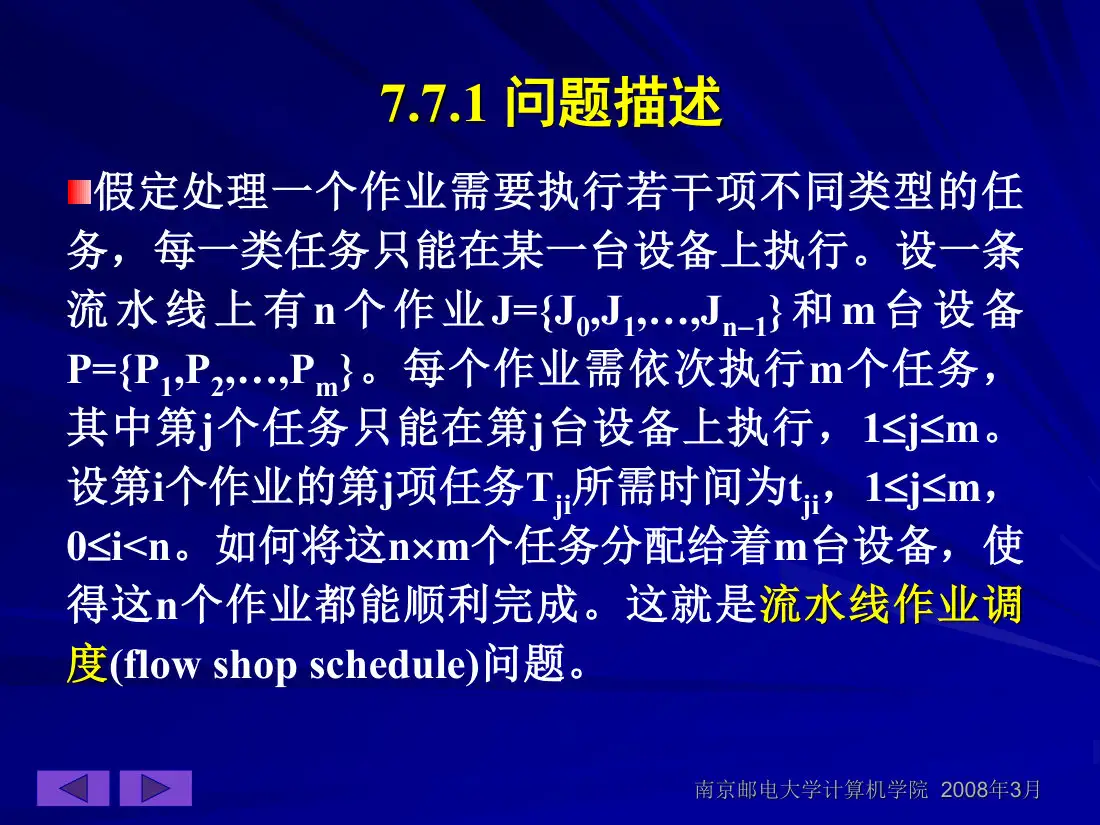 7.7.1 问题描述
假定处理一个作业需要执行若干项不同类型的任
务，每一类任务只能在某一台设备上执行。设一条
流水线上有n个作业J={J0,J1,…,Jn−1}和m台设备
P={P1,P2,…,Pm}。每个作业需依次执行m个任务，
其中第j个任务只能在第j台设备上执行，1≤j≤m。
设第i个作业的第j项任务Tji所需时间为tji，1≤j≤m，
0≤i<n。如何将这n×m个任务分配给着m台设备，使
得这n个作业都能顺利完成。这就是流水线作业调
度(flow shop schedule)问题。
南京邮电大学计算机学院 2008年3月